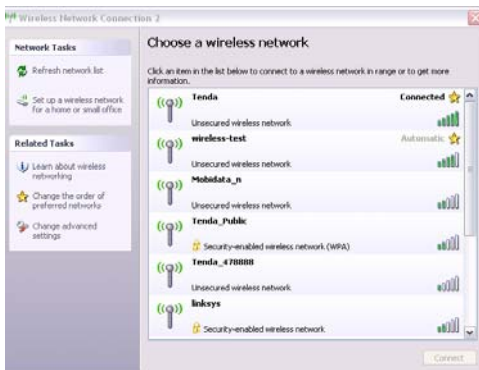 Wireless Network Connection 2
Network Tasks
Refresh network list
Set up a wireless network
for a home or small office
Related Tasks
Learn about wireless
networking
Change the order of
preferred networks
Change advanced
settings
Choose a wireless network
Click an item in the list below to connect to a wireless network in range or to get more
information.
Tenda Connected
Unsecured wireless network
wireless-test Automatic
Unsecured wireless network
Mobidata_n
Unsecured wireless network
Tenda_Public
Security-enabled wireless network (WPA)
Tenda_478888
Unsecured wireless network
linksys
Security-enabled wireless network
Connect